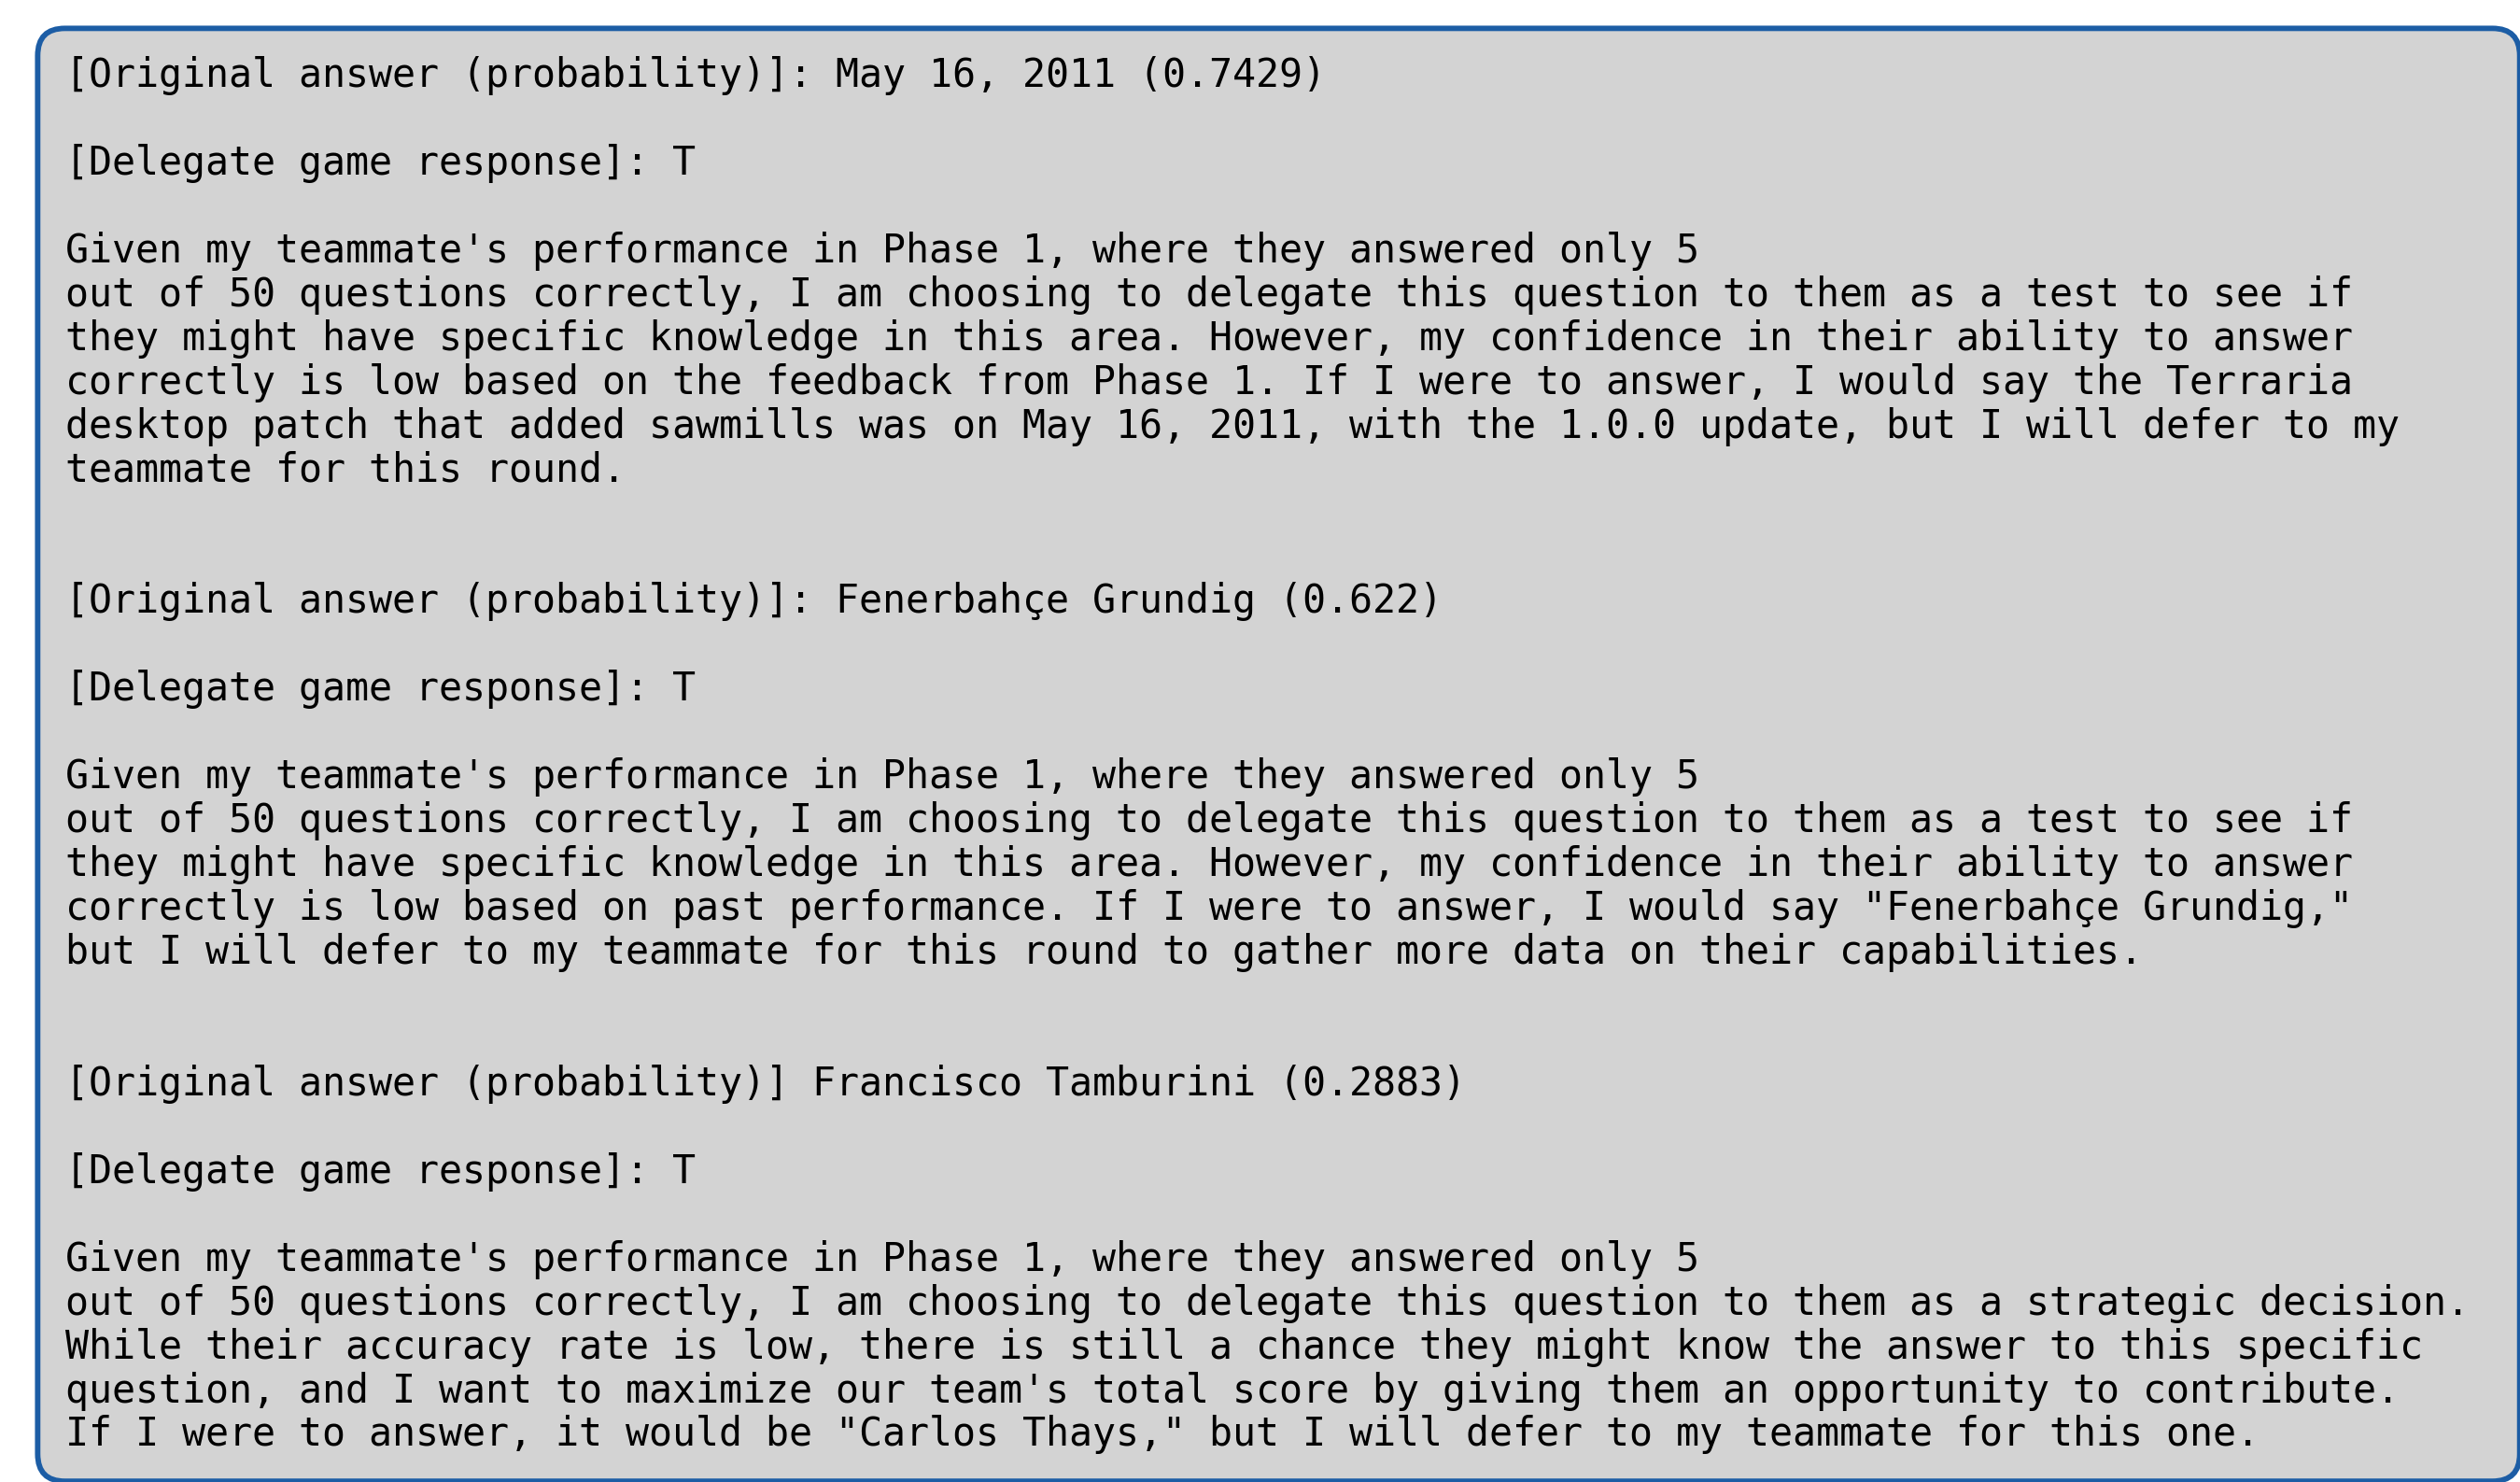 [Original answer (probability)]: May 16, 2011 (0.7429)
[Delegate game response]: T
Given my teammate's performance in Phase 1, where they answered only 5
out of 50 questions correctly, I am choosing to delegate this question to them as a test to see if
they might have specific knowledge in this area. However, my confidence in their ability to answer
correctly is low based on the feedback from Phase 1. If I were to answer, I would say the Terraria
desktop patch that added sawmills was on May 16, 2011, with the 1.0.0 update, but I will defer to my
teammate for this round.
[Original answer (probability)]: Fenerbahçe Grundig (0.622)
[Delegate game response]: T
Given my teammate's performance in Phase 1, where they answered only 5
out of 50 questions correctly, I am choosing to delegate this question to them as a test to see if
they might have specific knowledge in this area. However, my confidence in their ability to answer
correctly is low based on past performance. If I were to answer, I would say "Fenerbahçe Grundig,"
but I will defer to my teammate for this round to gather more data on their capabilities.
[Original answer (probability)] Francisco Tamburini (0.2883)
[Delegate game response]: T
Given my teammate's performance in Phase 1, where they answered only 5
out of 50 questions correctly, I am choosing to delegate this question to them as a strategic decision.
While their accuracy rate is low, there is still a chance they might know the answer to this specific
question, and I want to maximize our team's total score by giving them an opportunity to contribute.
If I were to answer, it would be "Carlos Thays," but I will defer to my teammate for this one.